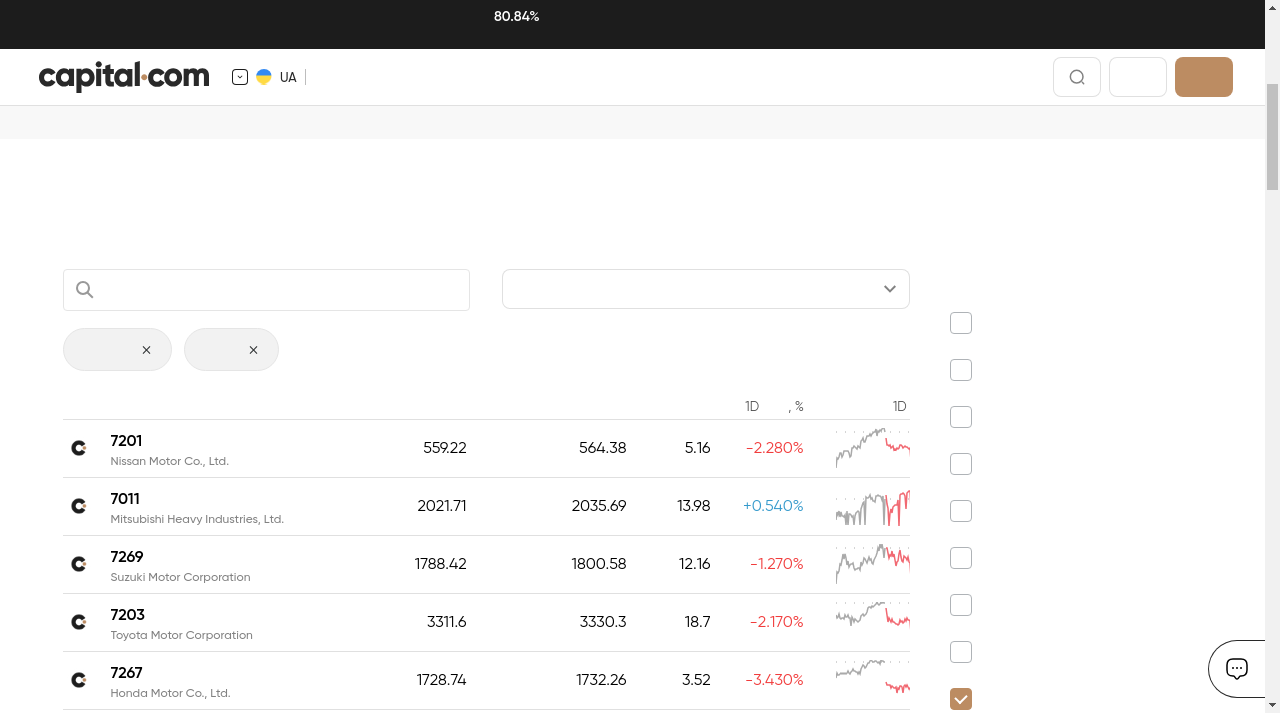 80.84%
capital.com
UA
1D , % 1D
7201 559.22 564.38 5.16 -2.280%
Nissan Motor Co., Ltd.
7011 2021.71 2035.69 13.98 +0.540%
Mitsubishi Heavy Industries, Ltd.
7269 1788.42 1800.58 12.16 -1.270%
Suzuki Motor Corporation
7203 3311.6 3330.3 18.7 -2.170%
Toyota Motor Corporation
7267 1728.74 1732.26 3.52 -3.430%
Honda Motor Co., Ltd.